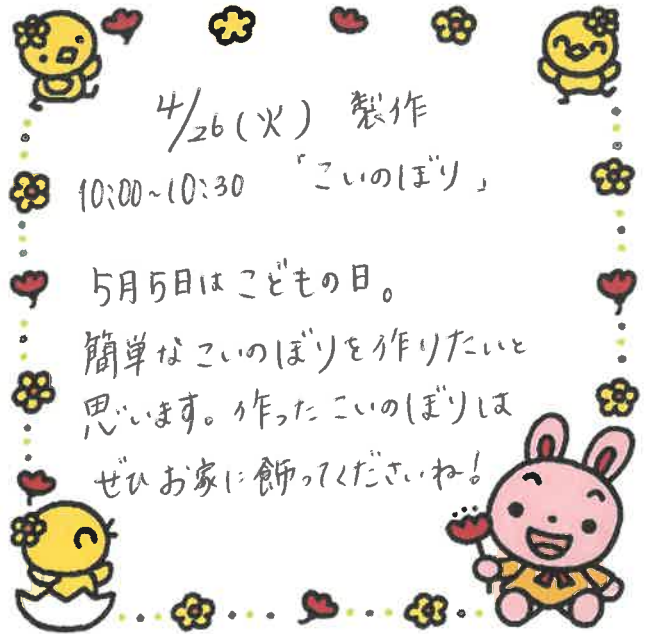 4/26(火) 製作
10:00~10:30 「こいのぼり」
5月5日はこどもの日。
簡単なこいのぼりを作りたいと
思います。作ったこいのぼりは
ぜひお家に飾ってくださいね!